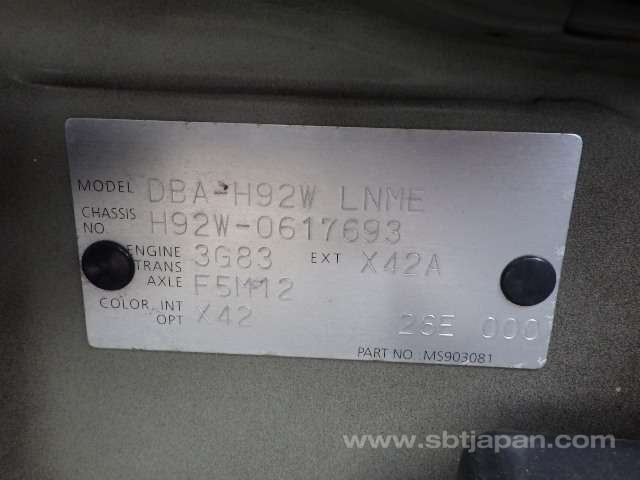 MODEL DBA-H92W LNME
CHASSIS NO. H92W-0617693
ENGINE 3G83 EXT X42A
TRANS AXLE F5M12
COLOR, INT OPT X42
26E 000
PART NO. MS903081
www.sbtjapan.com